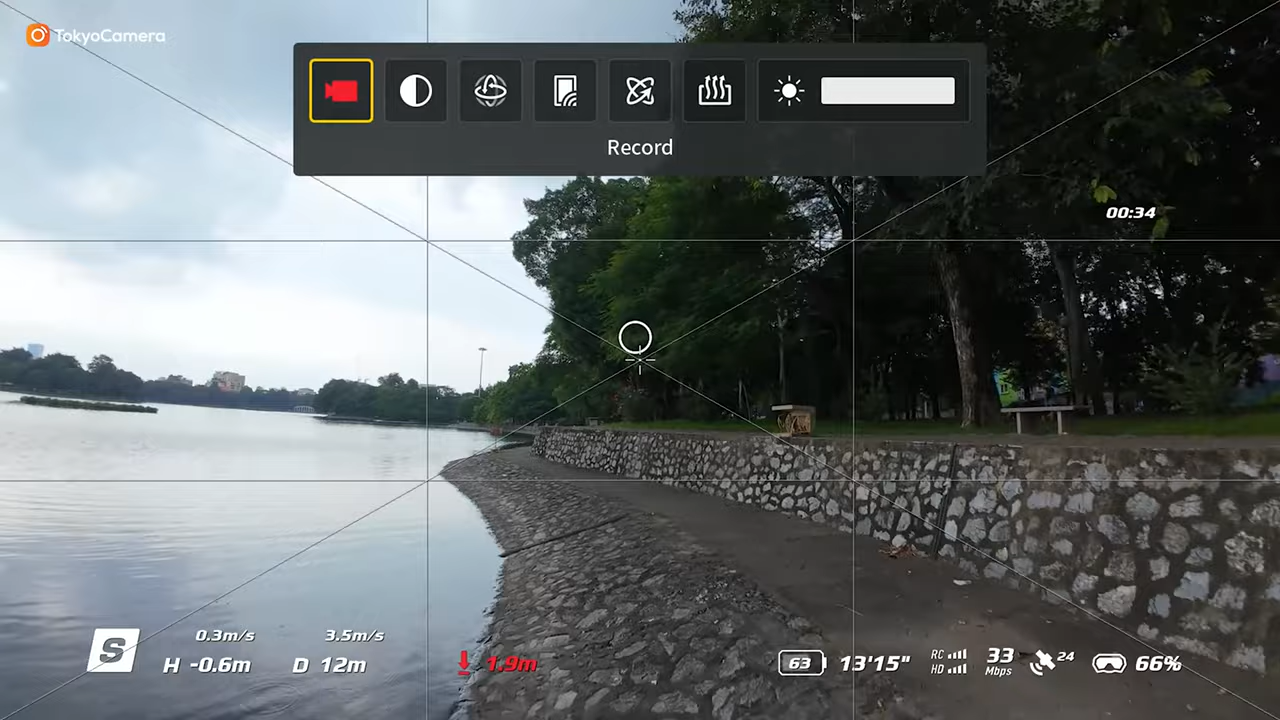 TokyoCamera
Record
00:34
0.3m/s 3.5m/s
S H -0.6m D 12m 1.9m
63 13'15" RC HD 33 Mbps 24 66%